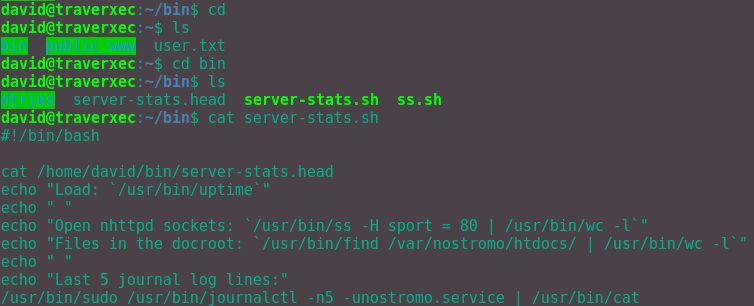 david@traverxec:~/bin$ cd
david@traverxec:~$ ls
bin  public_www  user.txt
david@traverxec:~$ cd bin
david@traverxec:~/bin$ ls
dtries  server-stats.head  server-stats.sh  ss.sh
david@traverxec:~/bin$ cat server-stats.sh
#!/bin/bash

cat /home/david/bin/server-stats.head
echo "Load: `/usr/bin/uptime`"
echo " "
echo "Open nhttpd sockets: `/usr/bin/ss -H sport = 80 | /usr/bin/wc -l`"
echo "Files in the docroot: `/usr/bin/find /var/nostromo/htdocs/ | /usr/bin/wc -l`"
echo " "
echo "Last 5 journal log lines:"
/usr/bin/sudo /usr/bin/journalctl -n5 -unostromo.service | /usr/bin/cat